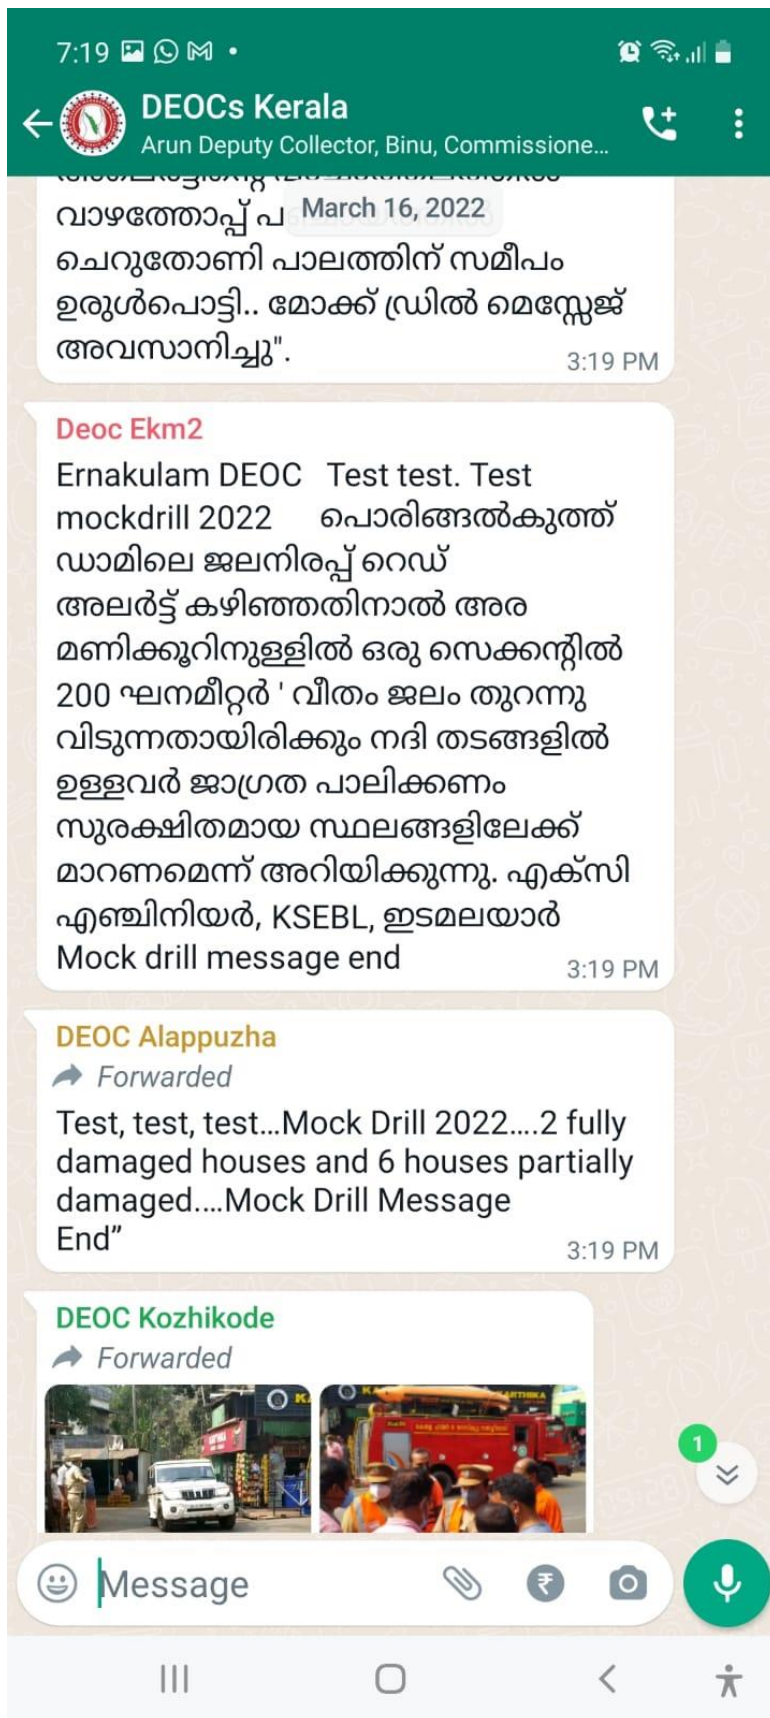 7:19
DEOCs Kerala
Arun Deputy Collector, Binu, Commissione...
March 16, 2022
വാഴത്തോപ്പ്
ചെറുതോണി പാലത്തിന് സമീപം
ഉരുൾപൊട്ടി.. മോക്ക് ഡ്രിൽ മെസ്സേജ്
അവസാനിച്ചു".
3:19 PM
Deoc Ekm2
Ernakulam DEOC Test test. Test
mockdrill 2022 പൊരിങ്ങൽകുത്ത്
ഡാമിലെ ജലനിരപ്പ് റെഡ്
അലർട്ട് കഴിഞ്ഞതിനാൽ അര
മണിക്കൂറിനുള്ളിൽ ഒരു സെക്കന്റിൽ
200 ഘനമീറ്റർ ' വീതം ജലം തുറന്നു
വിടുന്നതായിരിക്കും നദി തടങ്ങളിൽ
ഉള്ളവർ ജാഗ്രത പാലിക്കണം
സുരക്ഷിതമായ സ്ഥലങ്ങളിലേക്ക്
മാറണമെന്ന് അറിയിക്കുന്നു. എക്സി
എഞ്ചിനിയർ, KSEBL, ഇടമലയാർ
Mock drill message end
3:19 PM
DEOC Alappuzha
Forwarded
Test, test, test...Mock Drill 2022....2 fully
damaged houses and 6 houses partially
damaged....Mock Drill Message
End”
3:19 PM
DEOC Kozhikode
Forwarded
1
Message